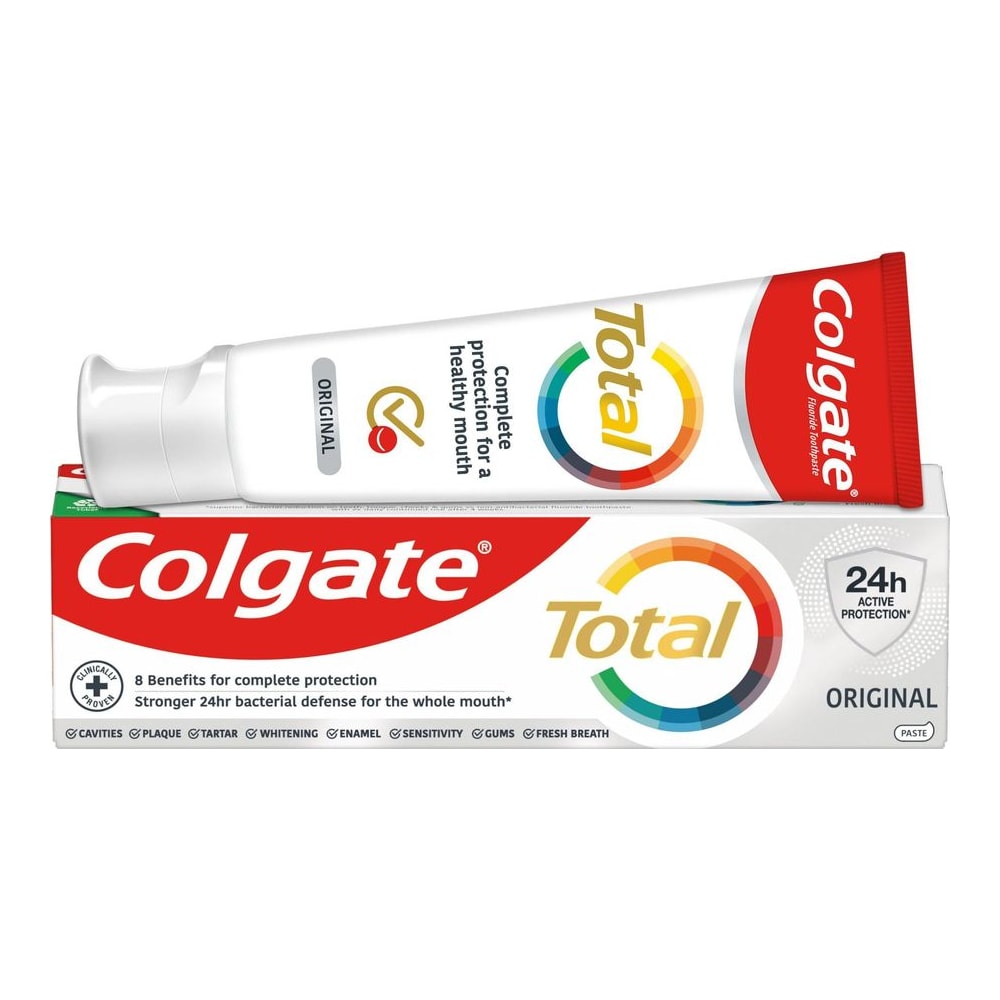 Colgate®
Fluoride Toothpaste
Total
Complete
protection for a
healthy mouth
ORIGINAL
Colgate®
Total
24h
ACTIVE
PROTECTION*
ORIGINAL
PASTE
CLINICALLY
PROVEN
8 Benefits for complete protection
Stronger 24hr bacterial defense for the whole mouth*
CAVITIES PLAQUE TARTAR WHITENING ENAMEL SENSITIVITY GUMS FRESH BREATH